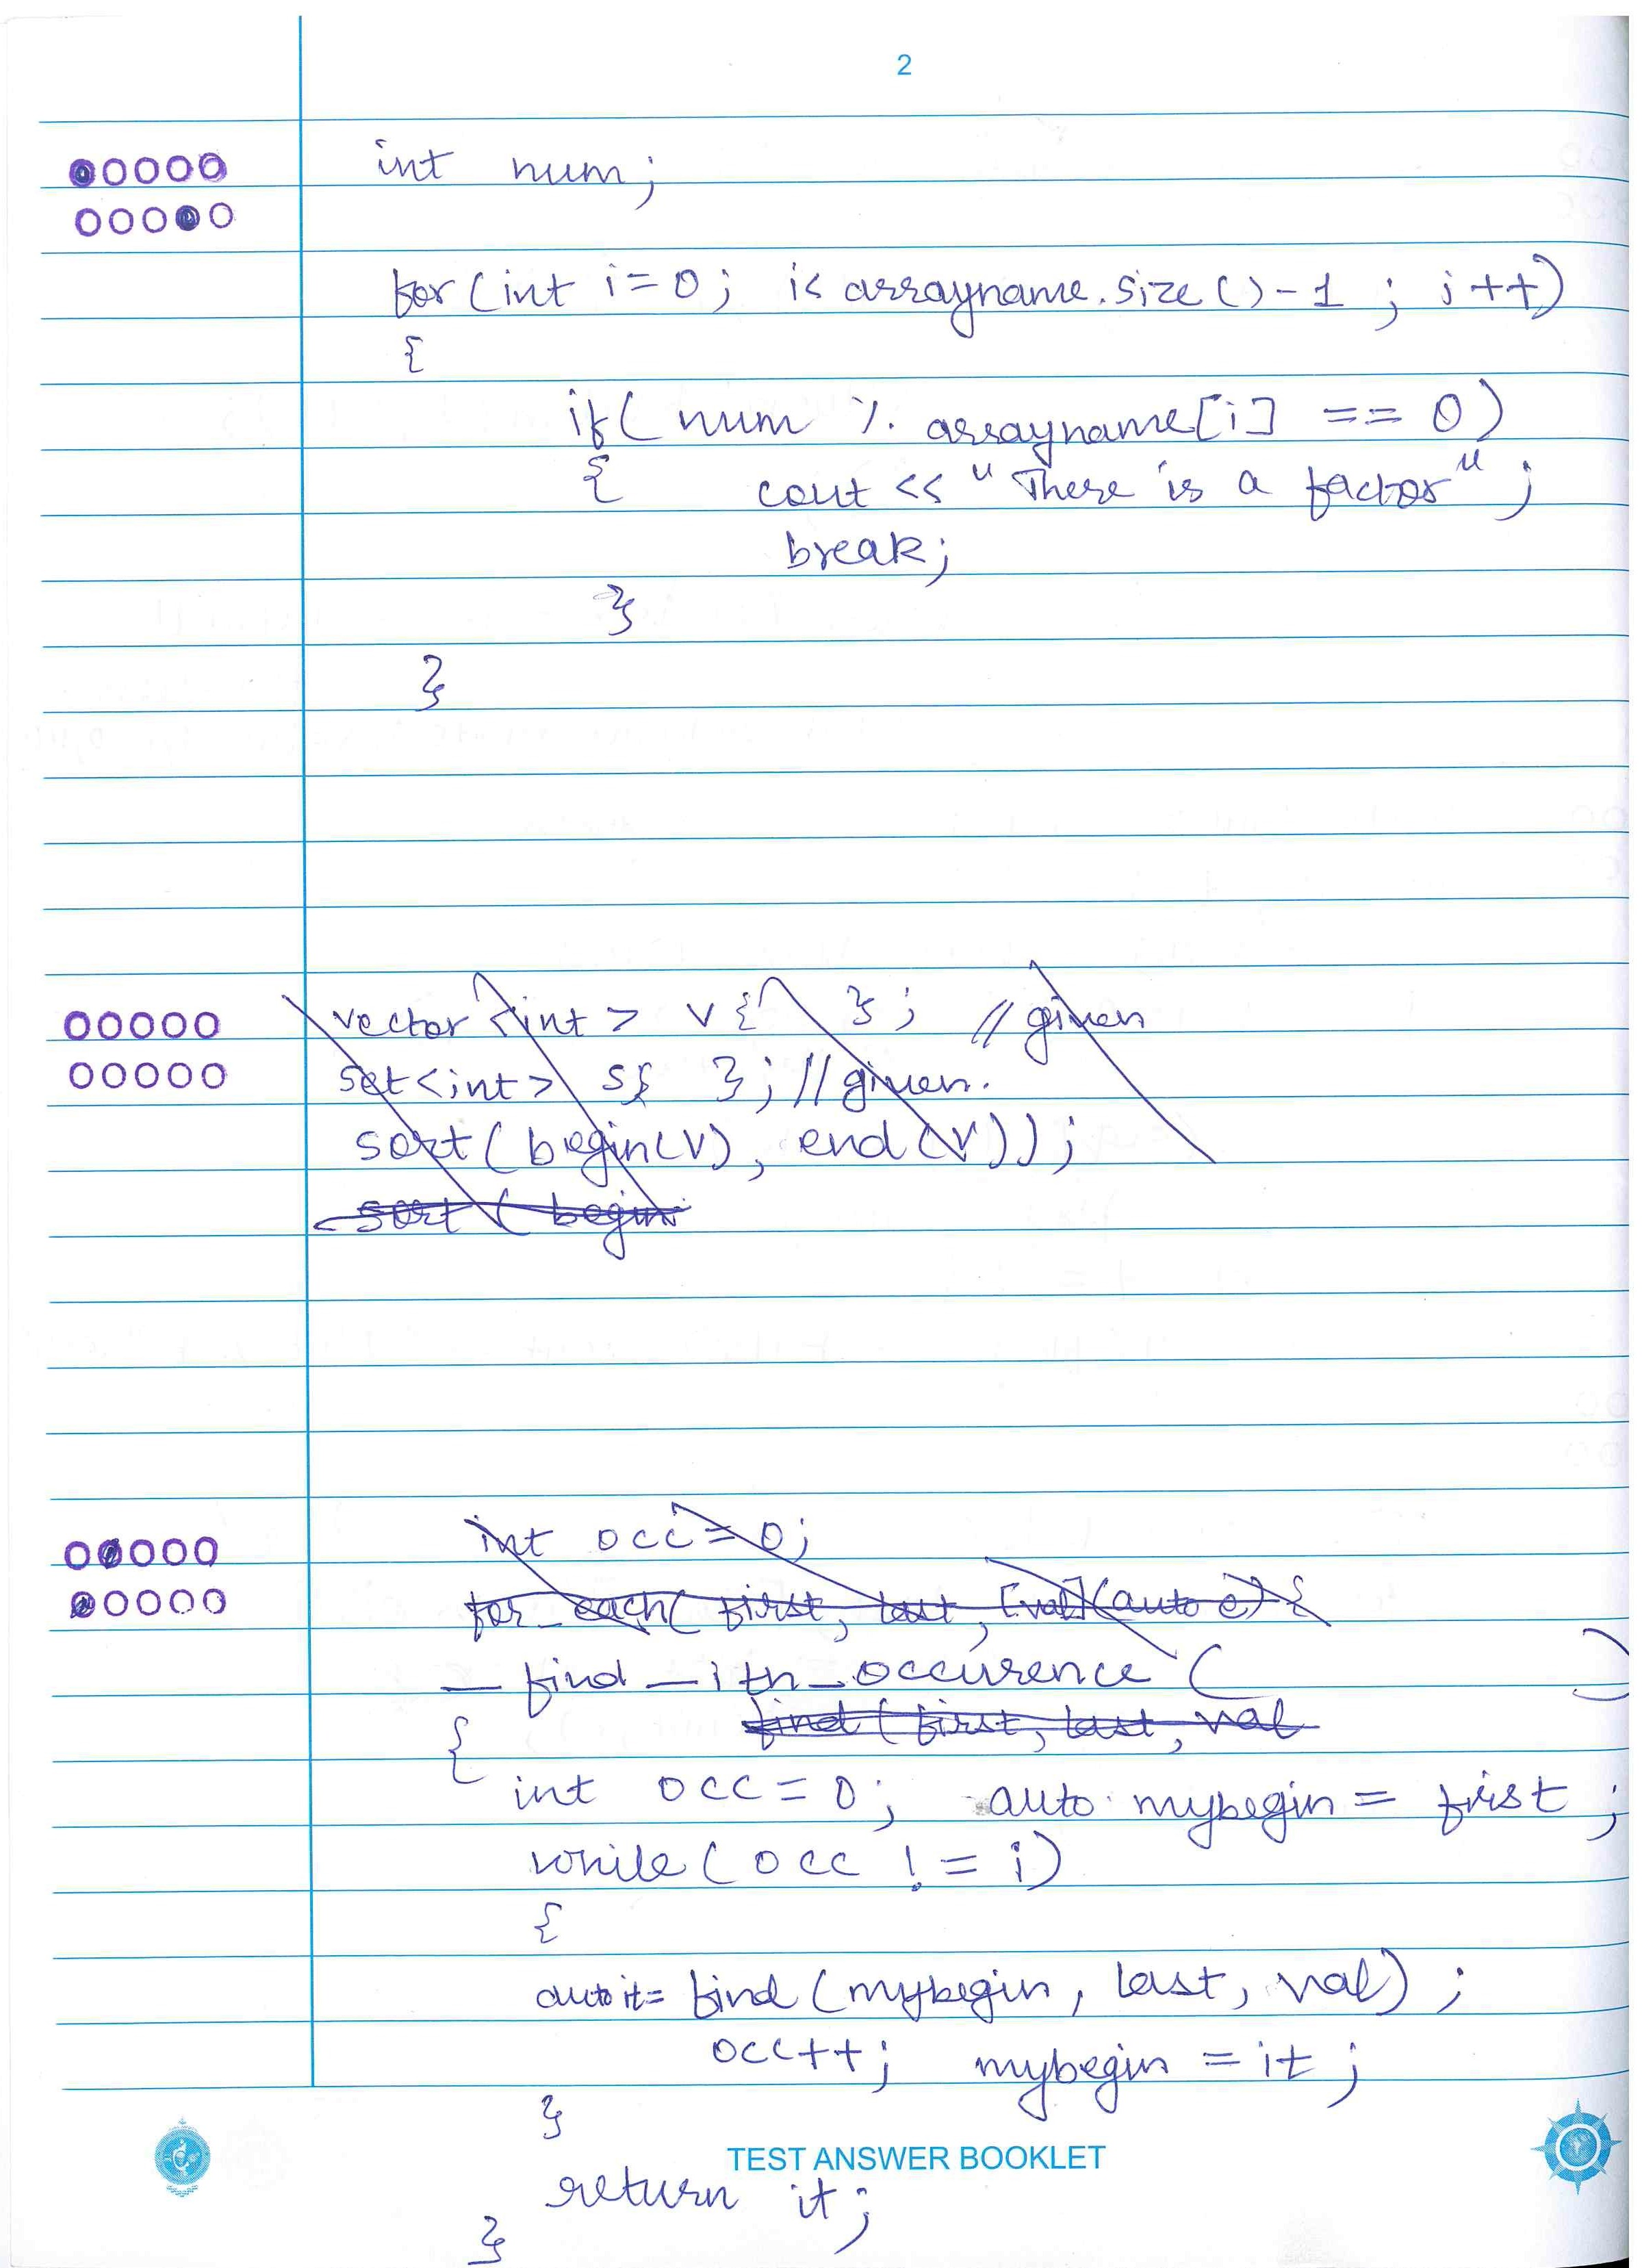 2
int num;
for(int i=0; i< arrayname.size()-1 ; i++)
{
if( num % arrayname[i] == 0)
{ cout << "There is a factor" ;
break;
}
}
vector <int> v{ }; //given
set<int> s{ }; //given.
sort( begin(v), end(v));
sort ( begin
int occ=0;
for_each( first, last, [val](auto e) {
— find_ith_occurence ( )
find( first, last, val
{
int occ=0; auto mybegin = first ;
while( occ != i)
{
auto it= find (mybegin, last, val) ;
occ++; mybegin = it ;
}
TEST ANSWER BOOKLET
return it;
}